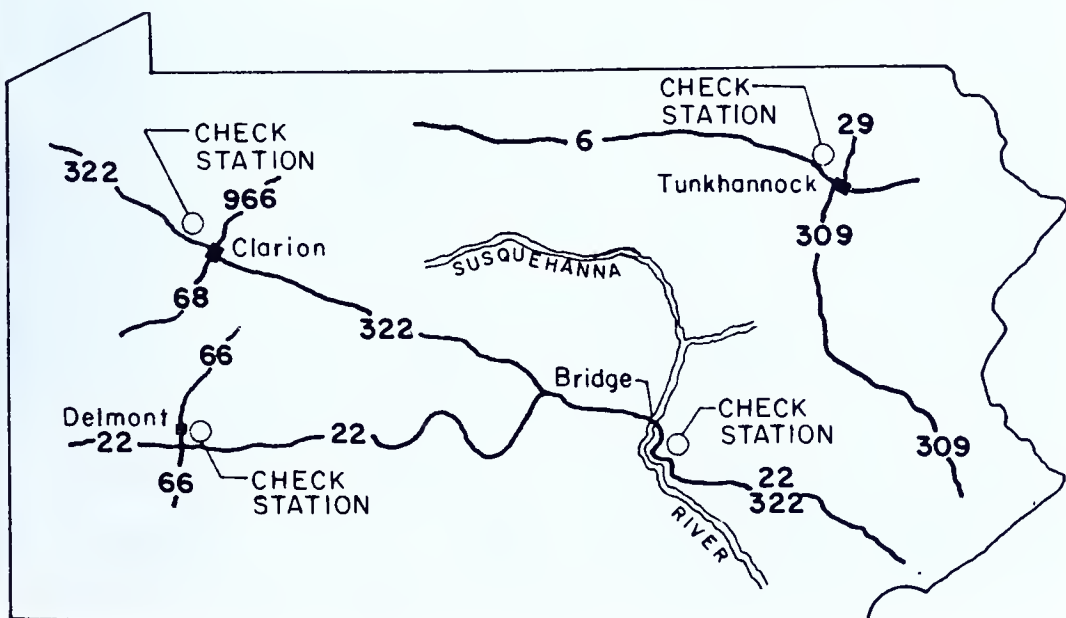 CHECK
STATION
29
6
CHECK
STATION
322
966
Tunkhannock
309
Clarion
SUSQUEHANNA
68
322
66
Bridge
Delmont
CHECK
STATION
22
22
309
66
CHECK
STATION
22
322
RIVER